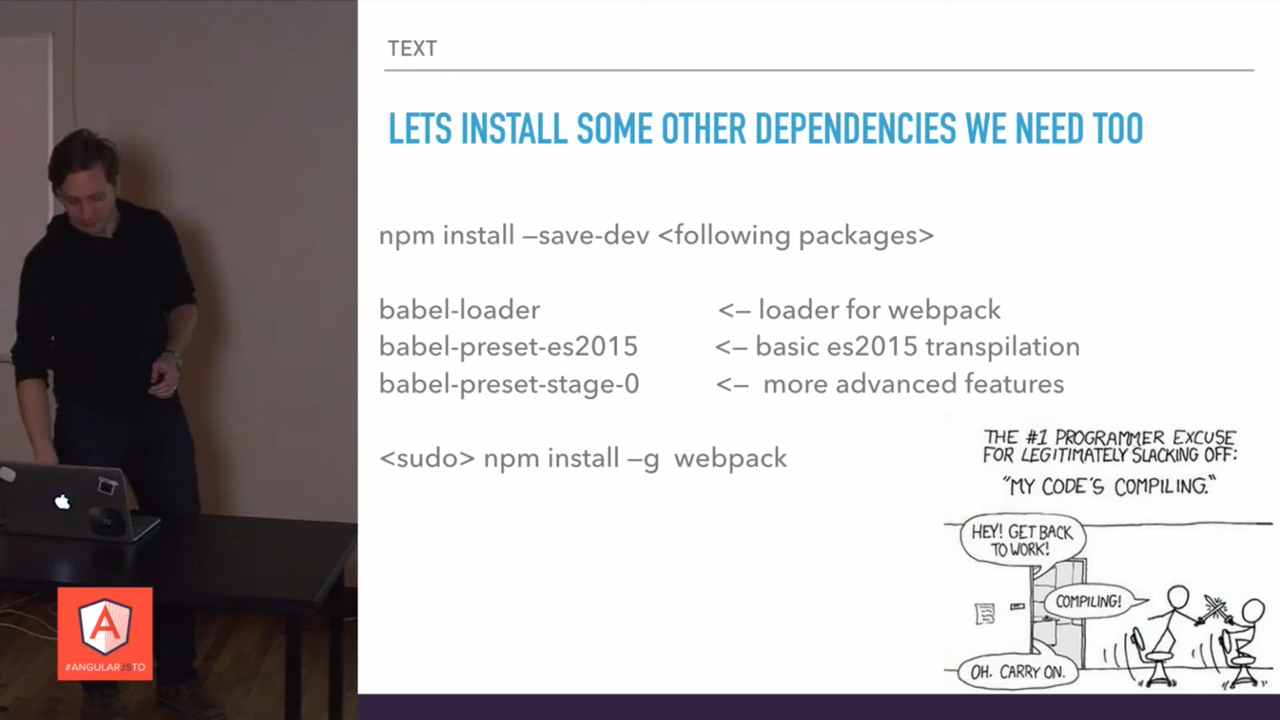 TEXT
LETS INSTALL SOME OTHER DEPENDENCIES WE NEED TOO
npm install —save-dev <following packages>
babel-loader <— loader for webpack
babel-preset-es2015 <— basic es2015 transpilation
babel-preset-stage-0 <— more advanced features
<sudo> npm install —g webpack
THE #1 PROGRAMMER EXCUSE
FOR LEGITIMATELY SLACKING OFF:
"MY CODE'S COMPILING."
HEY! GET BACK
TO WORK!
COMPILING!
OH. CARRY ON.
A
#ANGULARJSTO